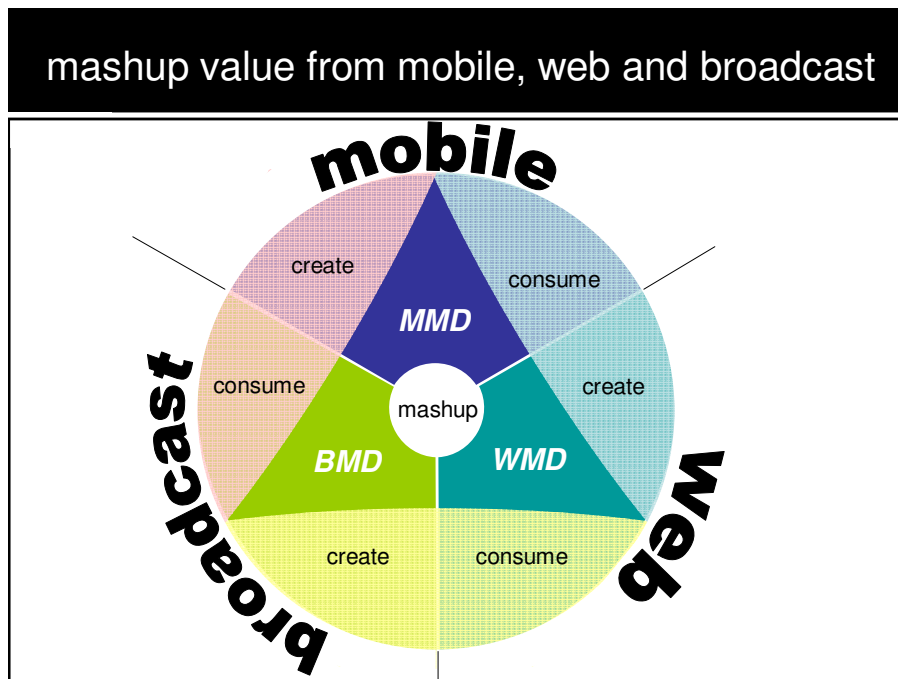 mashup value from mobile, web and broadcast
mobile
create
consume
MMD
consume
create
mashup
broadcast
BMD
WMD
web
create
consume